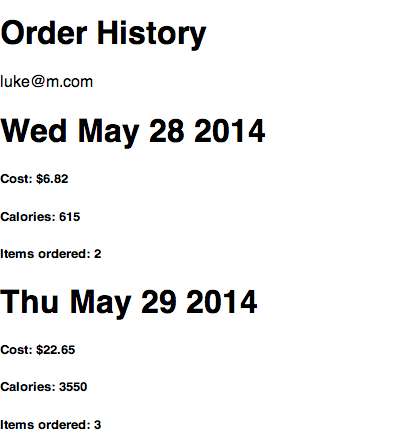 Order History
luke@m.com
Wed May 28 2014
Cost: $6.82
Calories: 615
Items ordered: 2
Thu May 29 2014
Cost: $22.65
Calories: 3550
Items ordered: 3